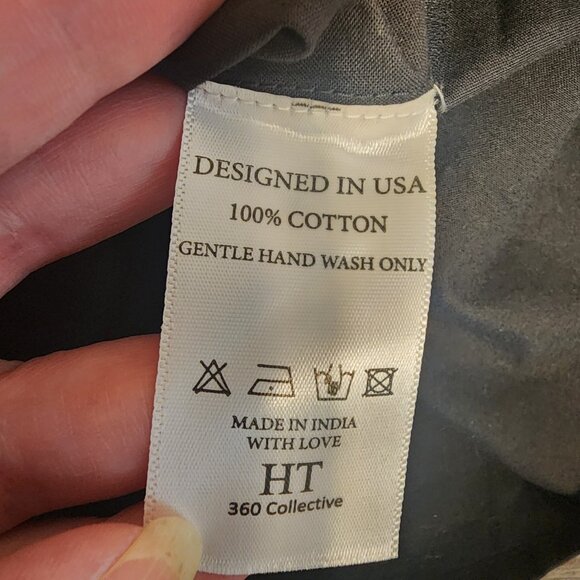 DESIGNED IN USA
100% COTTON
GENTLE HAND WASH ONLY
MADE IN INDIA
WITH LOVE
HT
360 Collective